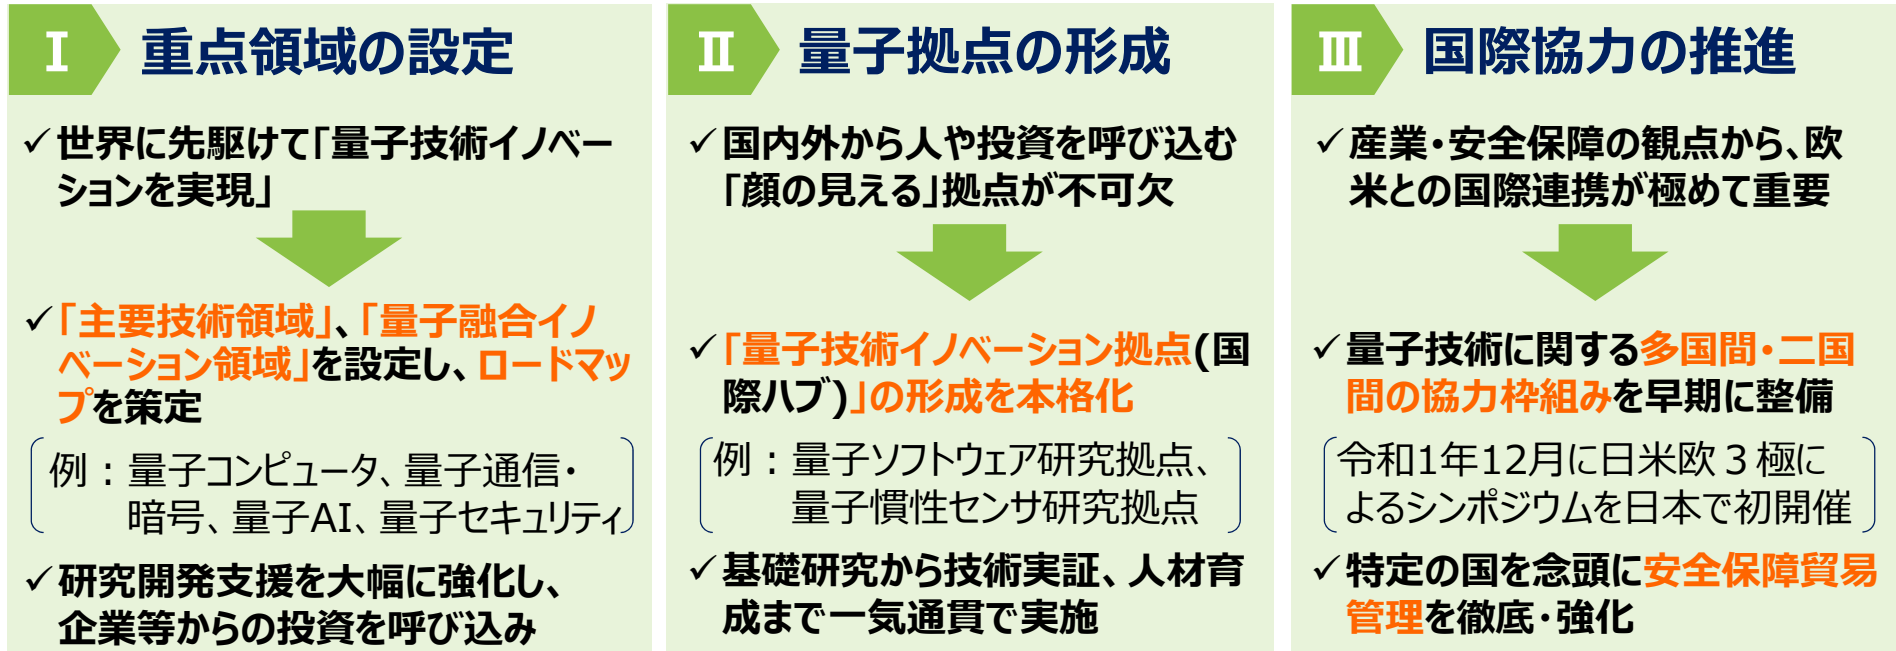 Ⅰ 重点領域の設定
✓世界に先駆けて「量子技術イノベー
ションを実現」
✓「主要技術領域」、「量子融合イノ
ベーション領域」を設定し、ロードマッ
プを策定
例：量子コンピュータ、量子通信・
暗号、量子AI、量子セキュリティ
✓研究開発支援を大幅に強化し、
企業等からの投資を呼び込み
Ⅱ 量子拠点の形成
✓国内外から人や投資を呼び込む
「顔の見える」拠点が不可欠
✓「量子技術イノベーション拠点(国
際ハブ)」の形成を本格化
例：量子ソフトウェア研究拠点、
量子慣性センサ研究拠点
✓基礎研究から技術実証、人材育
成まで一気通貫で実施
Ⅲ 国際協力の推進
✓産業・安全保障の観点から、欧
米との国際連携が極めて重要
✓量子技術に関する多国間・二国
間の協力枠組みを早期に整備
令和1年12月に日米欧３極に
よるシンポジウムを日本で初開催
✓特定の国を念頭に安全保障貿易
管理を徹底・強化